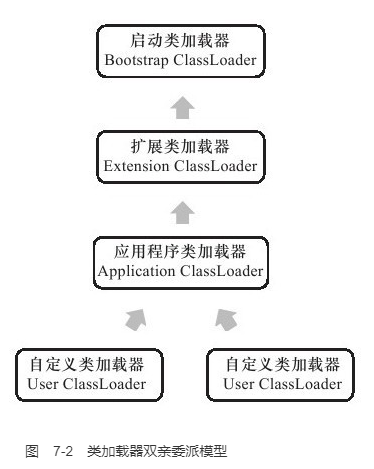 启动类加载器
Bootstrap ClassLoader
扩展类加载器
Extension ClassLoader
应用程序类加载器
Application ClassLoader
自定义类加载器
User ClassLoader
自定义类加载器
User ClassLoader
图 7-2 类加载器双亲委派模型